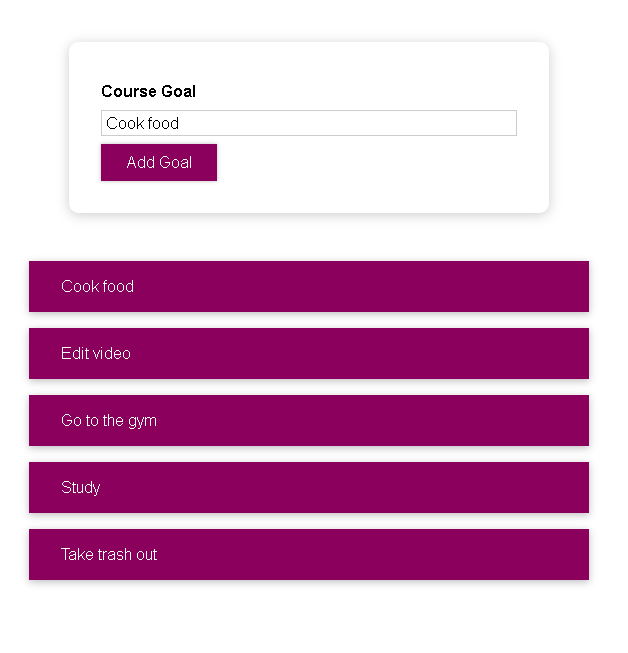 Course Goal
Cook food
Add Goal
Cook food
Edit video
Go to the gym
Study
Take trash out